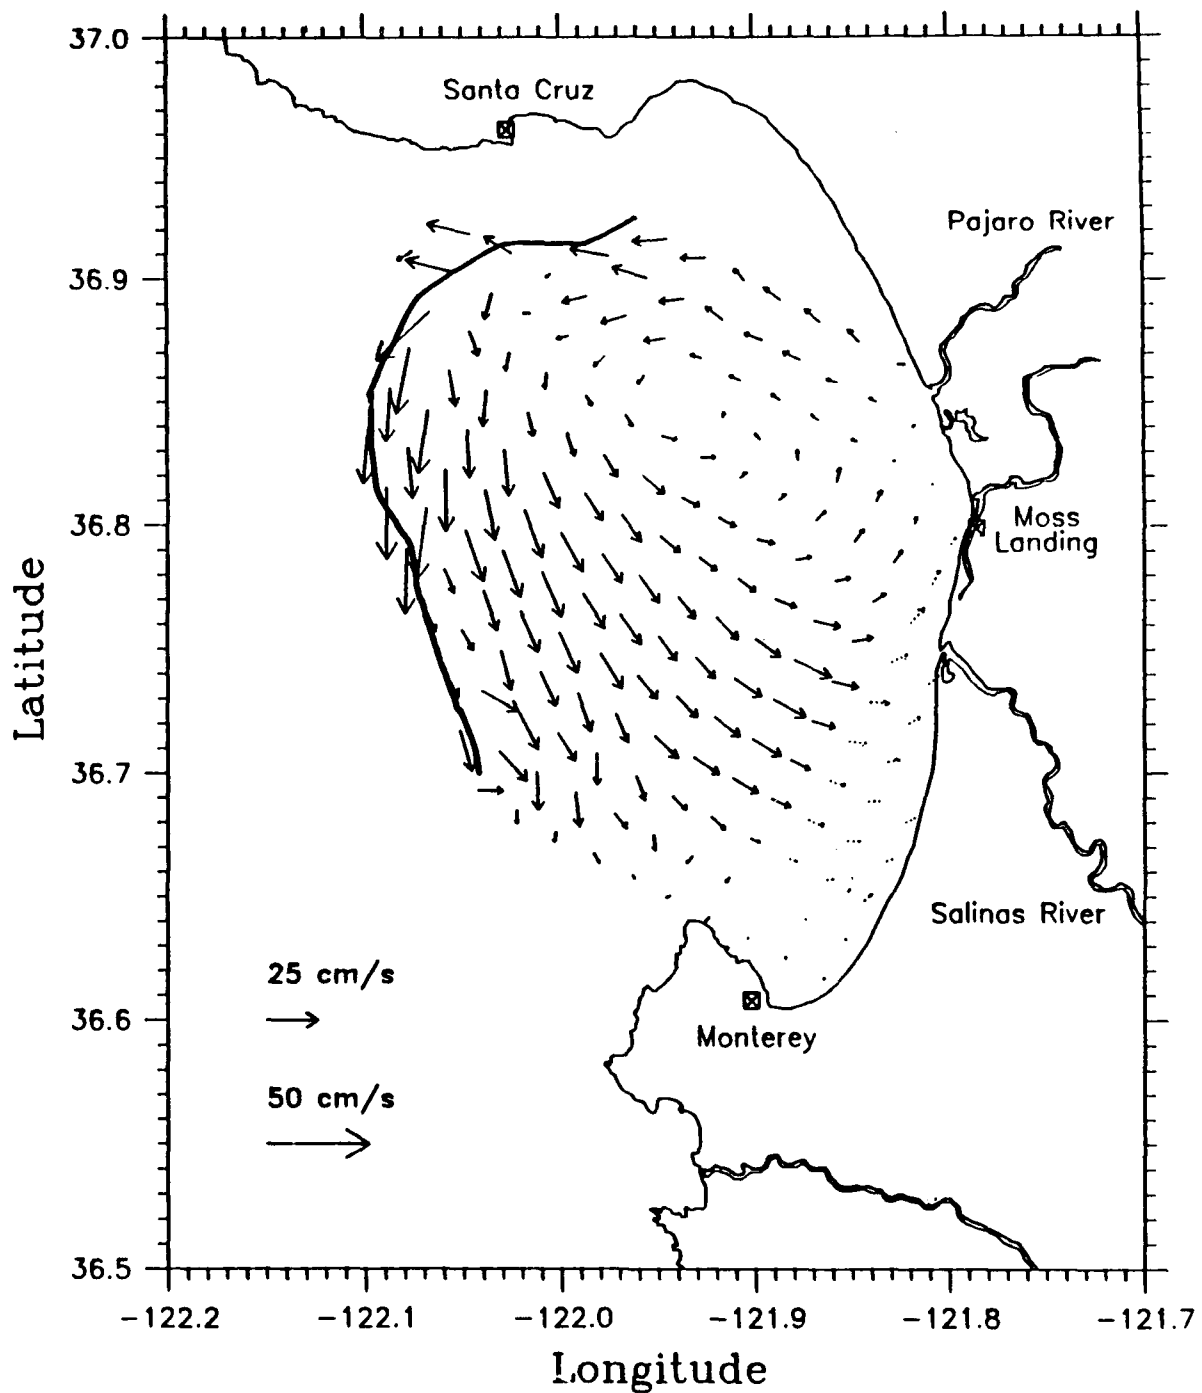 37.0
Santa Cruz
Pajaro River
36.9
36.8
Moss
Landing
Latitude
36.7
Salinas River
25 cm/s
36.6
Monterey
50 cm/s
36.5
-122.2
-122.1
-122.0
-121.9
-121.8
-121.7
Longitude